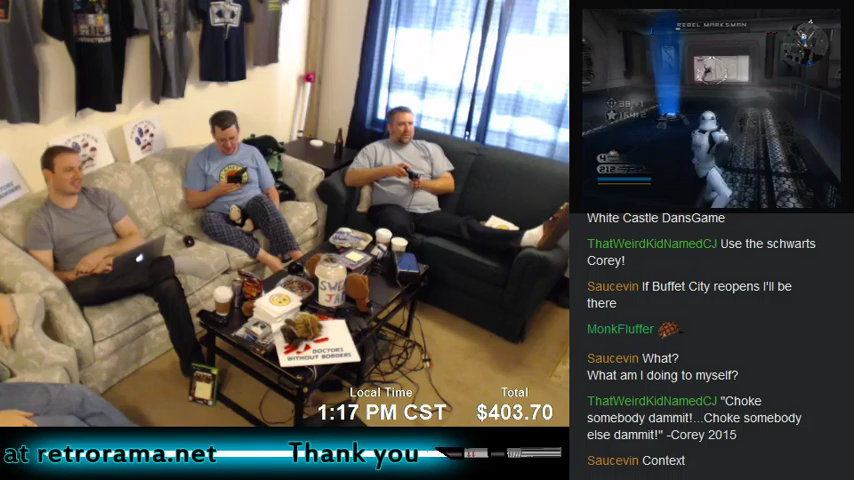 REBEL MARKSMAN
White Castle DansGame
ThatWeirdKidNamedCJ Use the schwarts
Corey!
Saucevin If Buffet City reopens I'll be
there
MonkFluffer
Saucevin What?
What am I doing to myself?
ThatWeirdKidNamedCJ "Choke
somebody dammit!...Choke somebody
else dammit!" -Corey 2015
Saucevin Context
SWEAR
JAR
DOCTORS
WITHOUT BORDERS
Local Time
1:17 PM CST
Total
$403.70
at retrorama.net
Thank you